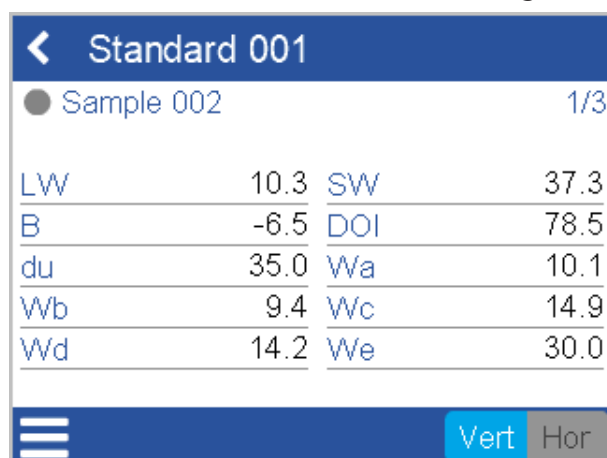 Standard 001
Sample 002 1/3
LW 10.3 SW 37.3
B -6.5 DOI 78.5
du 35.0 Wa 10.1
Wb 9.4 Wc 14.9
Wd 14.2 We 30.0
Vert Hor